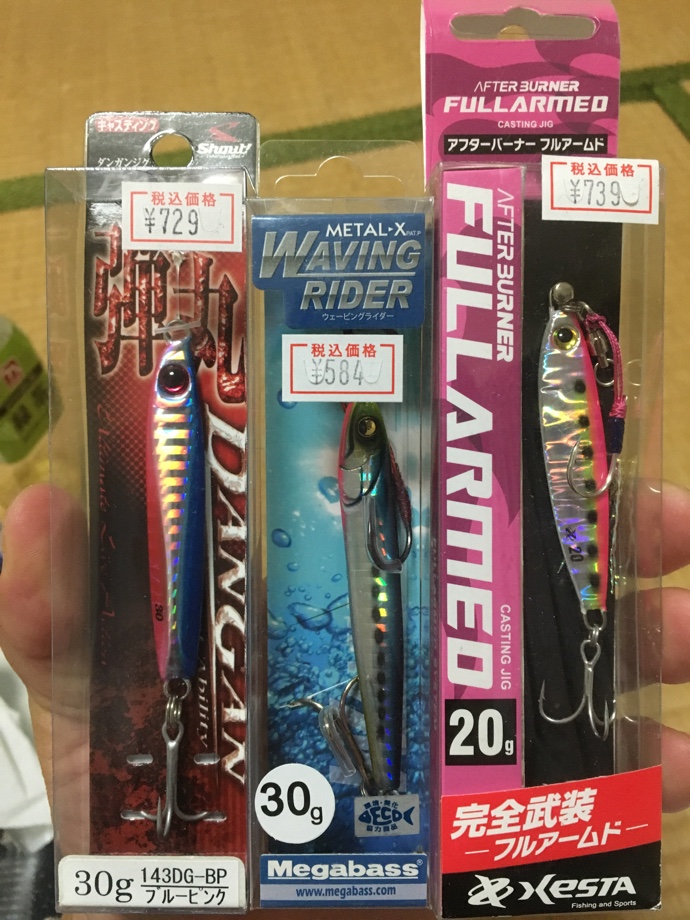 キャスティング
Shout!
ダンガンジグ
税込価格
¥729
弾丸
DANGAN
30
30g
143DG-BP
ブルーピンク
METAL-X PAT.P
WAVING
RIDER
ウェービングライダー
税込価格
¥584
30g
ECO
Megabass®
www.megabass.com
AFTER BURNER
FULLARMED
CASTING JIG
アフターバーナー フルアームド
税込価格
¥739
AFTER BURNER
FULLARMED
CASTING JIG
20g
x 20
完全武装
―フルアームド―
XESTA
Fishing and Sports